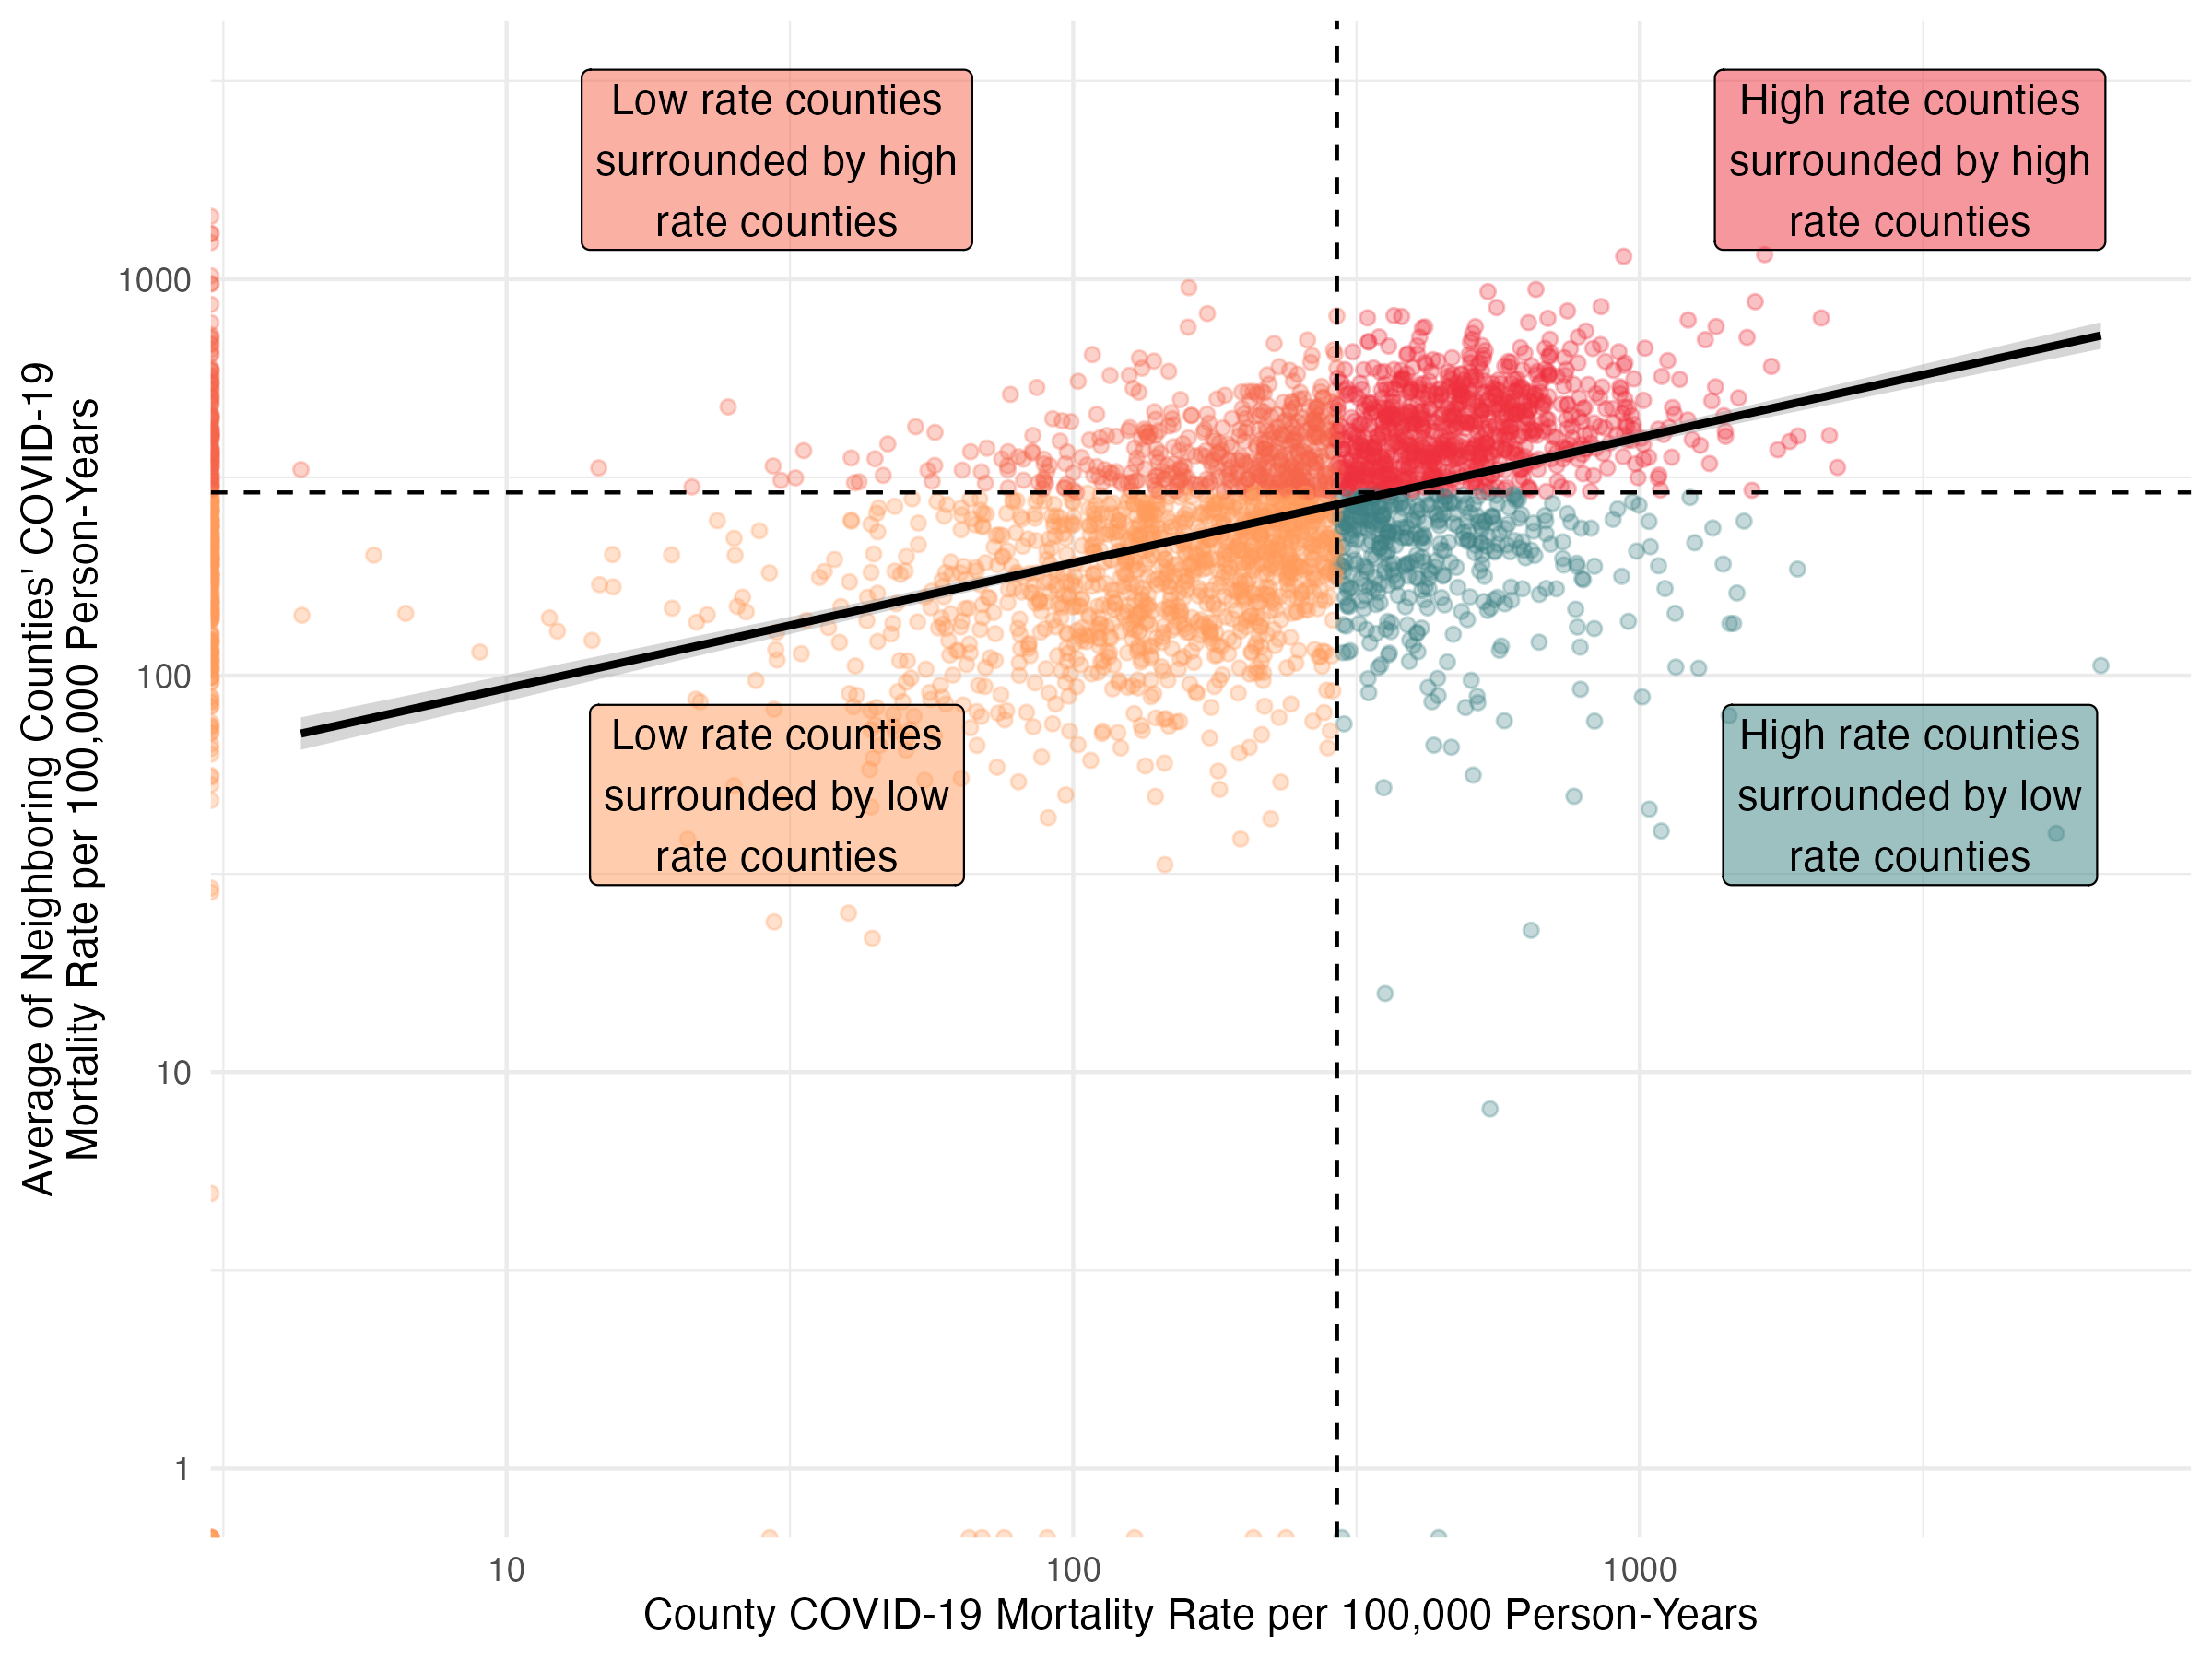 Low rate counties
surrounded by high
rate counties
High rate counties
surrounded by high
rate counties
Low rate counties
surrounded by low
rate counties
High rate counties
surrounded by low
rate counties
Average of Neighboring Counties' COVID-19
Mortality Rate per 100,000 Person-Years
1000
100
10
1
10
100
1000
County COVID-19 Mortality Rate per 100,000 Person-Years